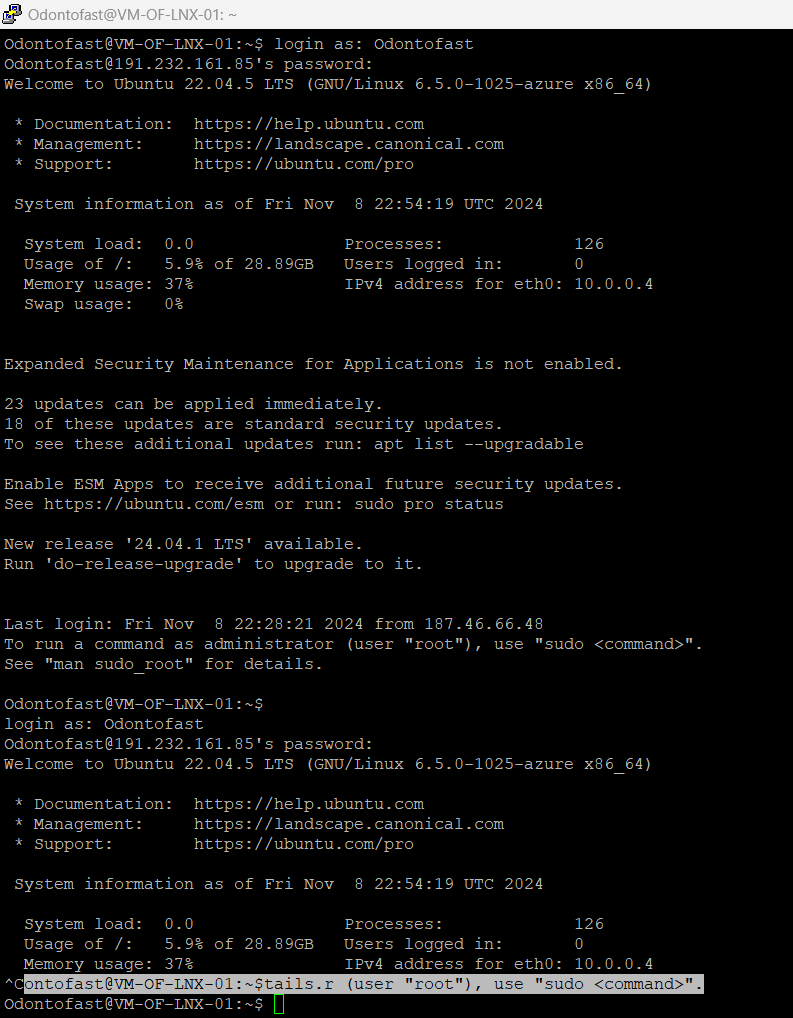 Odontofast@VM-OF-LNX-01: ~
Odontofast@VM-OF-LNX-01:~$ login as: Odontofast
Odontofast@191.232.161.85's password:
Welcome to Ubuntu 22.04.5 LTS (GNU/Linux 6.5.0-1025-azure x86_64)
* Documentation:  https://help.ubuntu.com
* Management:     https://landscape.canonical.com
* Support:        https://ubuntu.com/pro
System information as of Fri Nov  8 22:54:19 UTC 2024
System load:  0.0               Processes:             126
Usage of /:   5.9% of 28.89GB   Users logged in:       0
Memory usage: 37%               IPv4 address for eth0: 10.0.0.4
Swap usage:   0%
Expanded Security Maintenance for Applications is not enabled.
23 updates can be applied immediately.
18 of these updates are standard security updates.
To see these additional updates run: apt list --upgradable
Enable ESM Apps to receive additional future security updates.
See https://ubuntu.com/esm or run: sudo pro status
New release '24.04.1 LTS' available.
Run 'do-release-upgrade' to upgrade to it.
Last login: Fri Nov  8 22:28:21 2024 from 187.46.66.48
To run a command as administrator (user "root"), use "sudo <command>".
See "man sudo_root" for details.
Odontofast@VM-OF-LNX-01:~$
login as: Odontofast
Odontofast@191.232.161.85's password:
Welcome to Ubuntu 22.04.5 LTS (GNU/Linux 6.5.0-1025-azure x86_64)
* Documentation:  https://help.ubuntu.com
* Management:     https://landscape.canonical.com
* Support:        https://ubuntu.com/pro
System information as of Fri Nov  8 22:54:19 UTC 2024
System load:  0.0               Processes:             126
Usage of /:   5.9% of 28.89GB   Users logged in:       0
Memory usage: 37%               IPv4 address for eth0: 10.0.0.4
^Contofast@VM-OF-LNX-01:~$tails.r (user "root"), use "sudo <command>".
Odontofast@VM-OF-LNX-01:~$